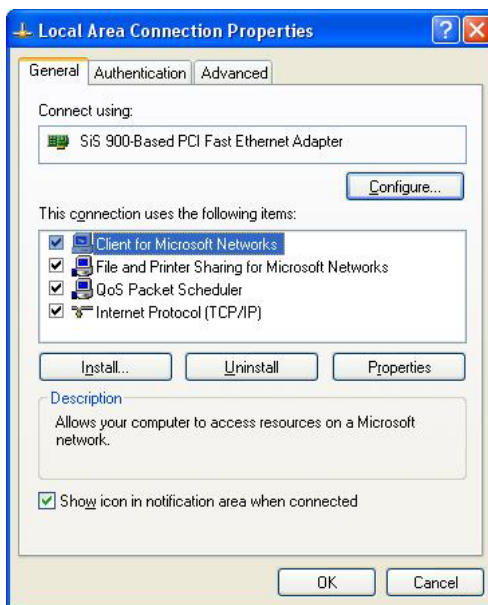 Local Area Connection Properties
General Authentication Advanced
Connect using:
SiS 900-Based PCI Fast Ethernet Adapter
Configure...
This connection uses the following items:
Client for Microsoft Networks
File and Printer Sharing for Microsoft Networks
QoS Packet Scheduler
Internet Protocol (TCP/IP)
Install... Uninstall Properties
Description
Allows your computer to access resources on a Microsoft
network.
Show icon in notification area when connected
OK Cancel